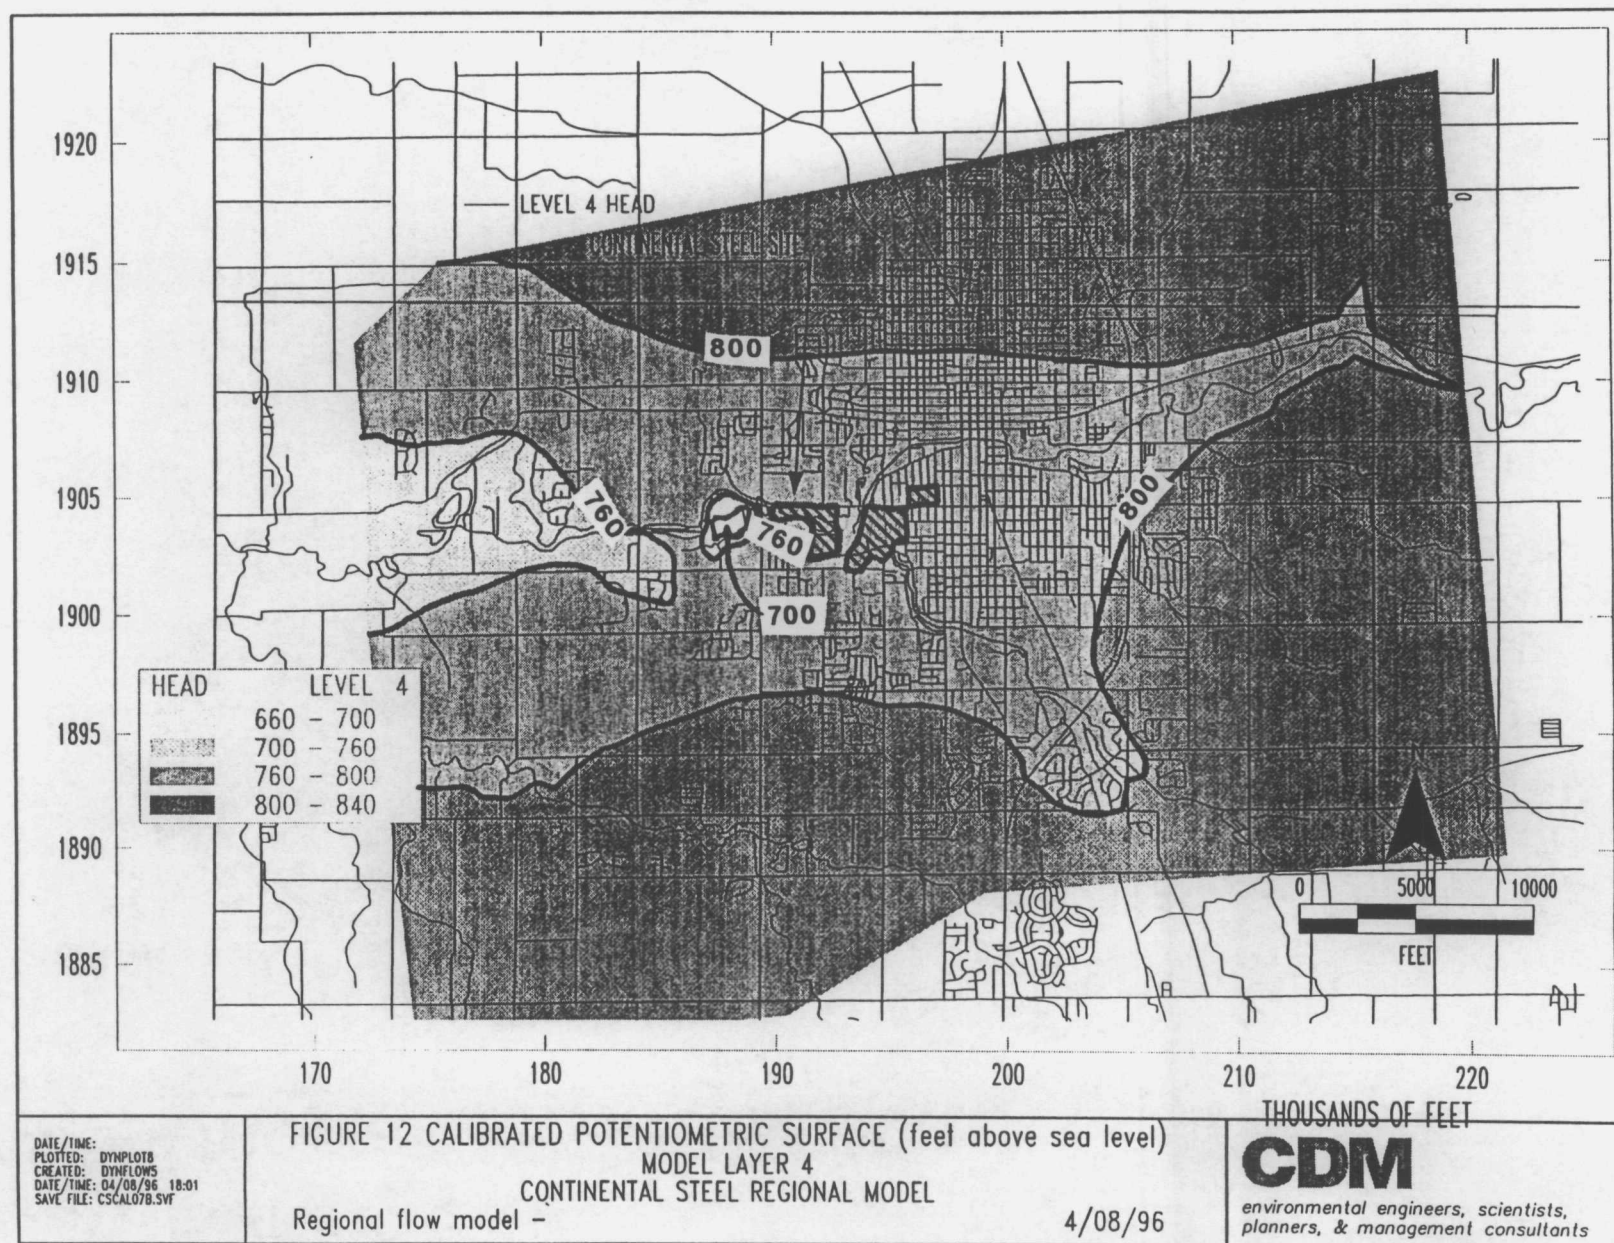 1920
1915
1910
1905
1900
1895
1890
1885
LEVEL 4 HEAD
CONTINENTAL STEEL SITE
800
760
760
700
800
HEAD LEVEL 4
660 - 700
700 - 760
760 - 800
800 - 840
0 5000 10000
FEET
170 180 190 200 210 220
THOUSANDS OF FEET
DATE/TIME:
PLOTTED: DYNPLOT8
CREATED: DYNFLOW5
DATE/TIME: 04/08/96 18:01
SAVE FILE: CSCAL07B.SVF
FIGURE 12 CALIBRATED POTENTIOMETRIC SURFACE (feet above sea level)
MODEL LAYER 4
CONTINENTAL STEEL REGIONAL MODEL
Regional flow model -
4/08/96
CDM
environmental engineers, scientists,
planners, & management consultants